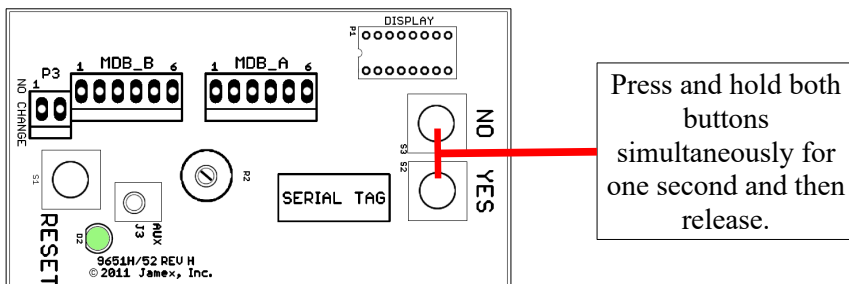 DISPLAY
P1
1 MDB_B 6
1 MDB_A 6
P3
1
NO CHANGE
NO
S3
S2
YES
S1
R2
SERIAL TAG
RESET
D2
J3
AUX
9651H/52 REV H
© 2011 Jamex, Inc.
Press and hold both
buttons
simultaneously for
one second and then
release.